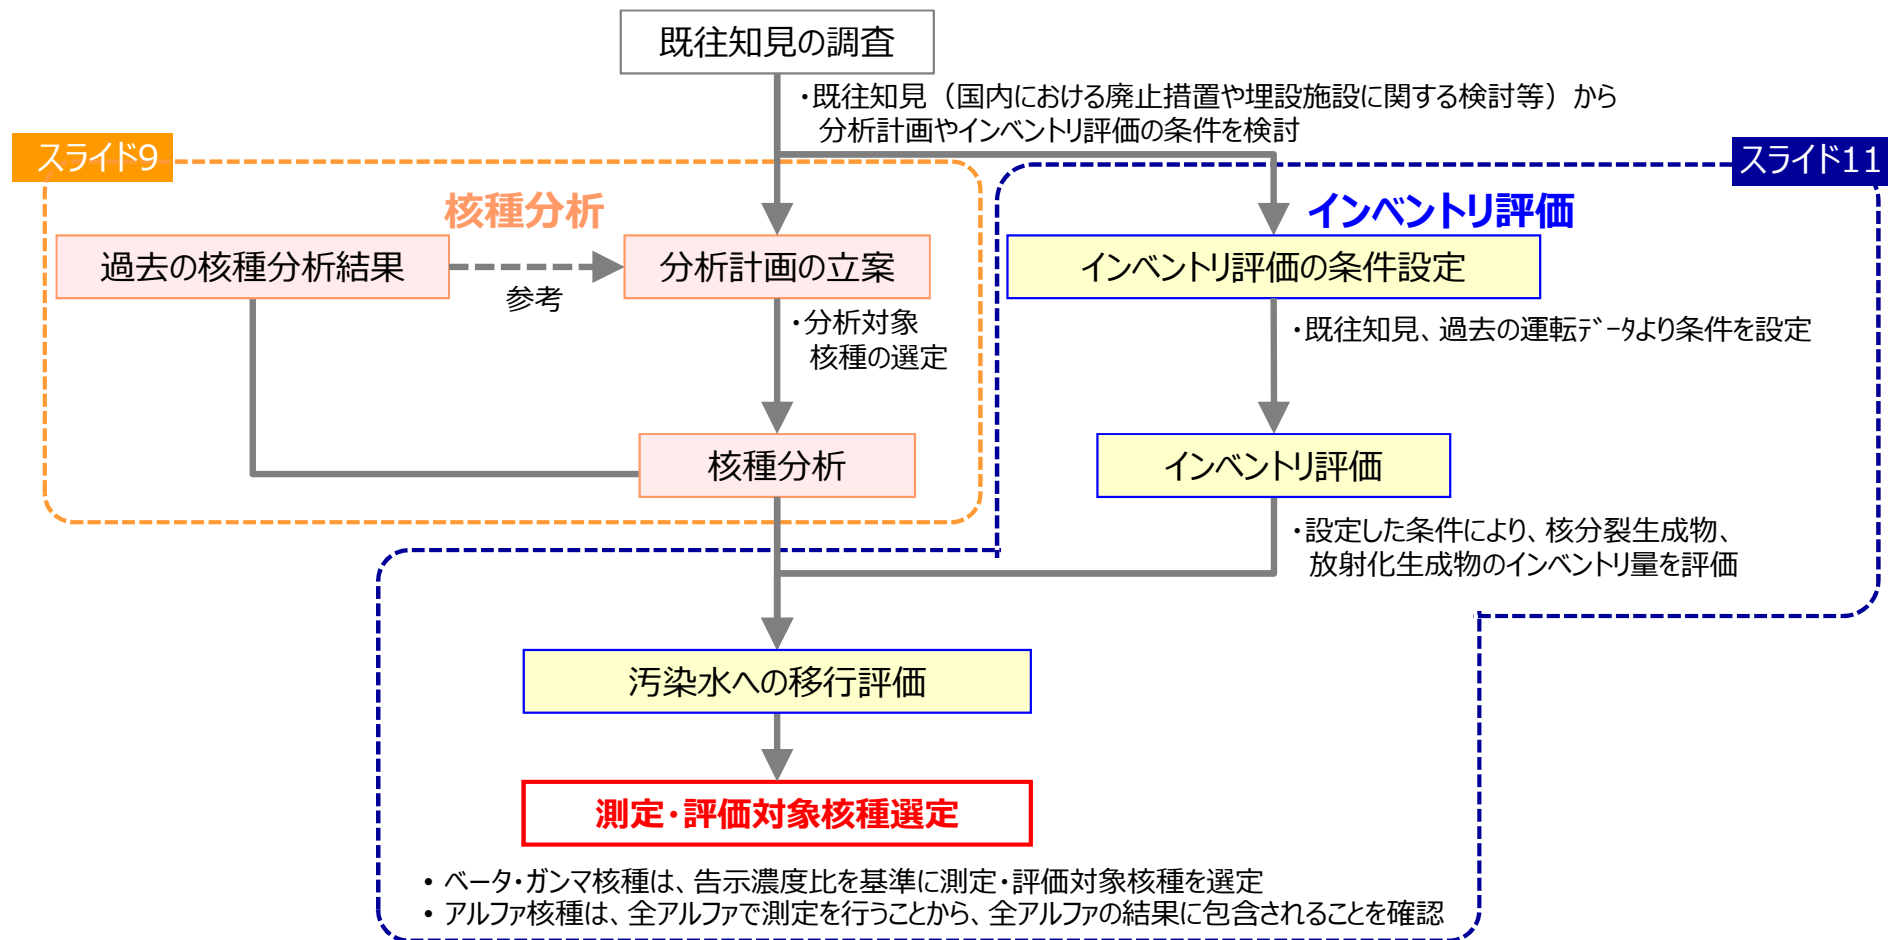 既往知見の調査
・既往知見（国内における廃止措置や埋設施設に関する検討等）から
分析計画やインベントリ評価の条件を検討
スライド9
スライド11
核種分析
インベントリ評価
過去の核種分析結果
参考
分析計画の立案
インベントリ評価の条件設定
・分析対象
核種の選定
・既往知見、過去の運転ﾃﾞｰﾀより条件を設定
核種分析
インベントリ評価
・設定した条件により、核分裂生成物、
放射化生成物のインベントリ量を評価
汚染水への移行評価
測定・評価対象核種選定
• ベータ・ガンマ核種は、告示濃度比を基準に測定・評価対象核種を選定
• アルファ核種は、全アルファで測定を行うことから、全アルファの結果に包含されることを確認